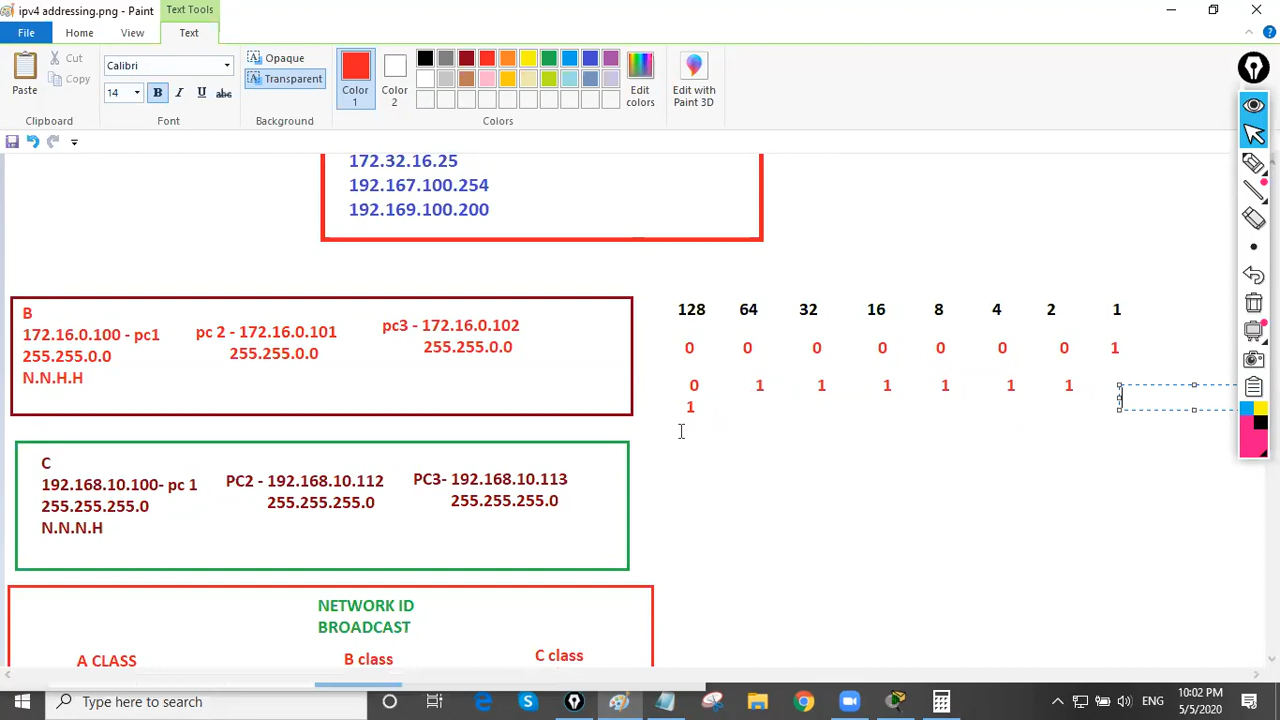 ipv4 addressing.png - Paint
Text Tools
File
Home
View
Text
Paste
Cut
Copy
Clipboard
Calibri
14
B
I
U
abc
Font
Opaque
Transparent
Background
Color 1
Color 2
Edit colors
Colors
Edit with Paint 3D
172.32.16.25
192.167.100.254
192.169.100.200
B
172.16.0.100 - pc1
255.255.0.0
N.N.H.H
pc 2 - 172.16.0.101
255.255.0.0
pc3 - 172.16.0.102
255.255.0.0
128 64 32 16 8 4 2 1
0 0 0 0 0 0 0 1
0 1 1 1 1 1 1
1
C
192.168.10.100- pc 1
255.255.255.0
N.N.N.H
PC2 - 192.168.10.112
255.255.255.0
PC3- 192.168.10.113
255.255.255.0
NETWORK ID
BROADCAST
A CLASS
B class
C class
Type here to search
ENG
10:02 PM
5/5/2020